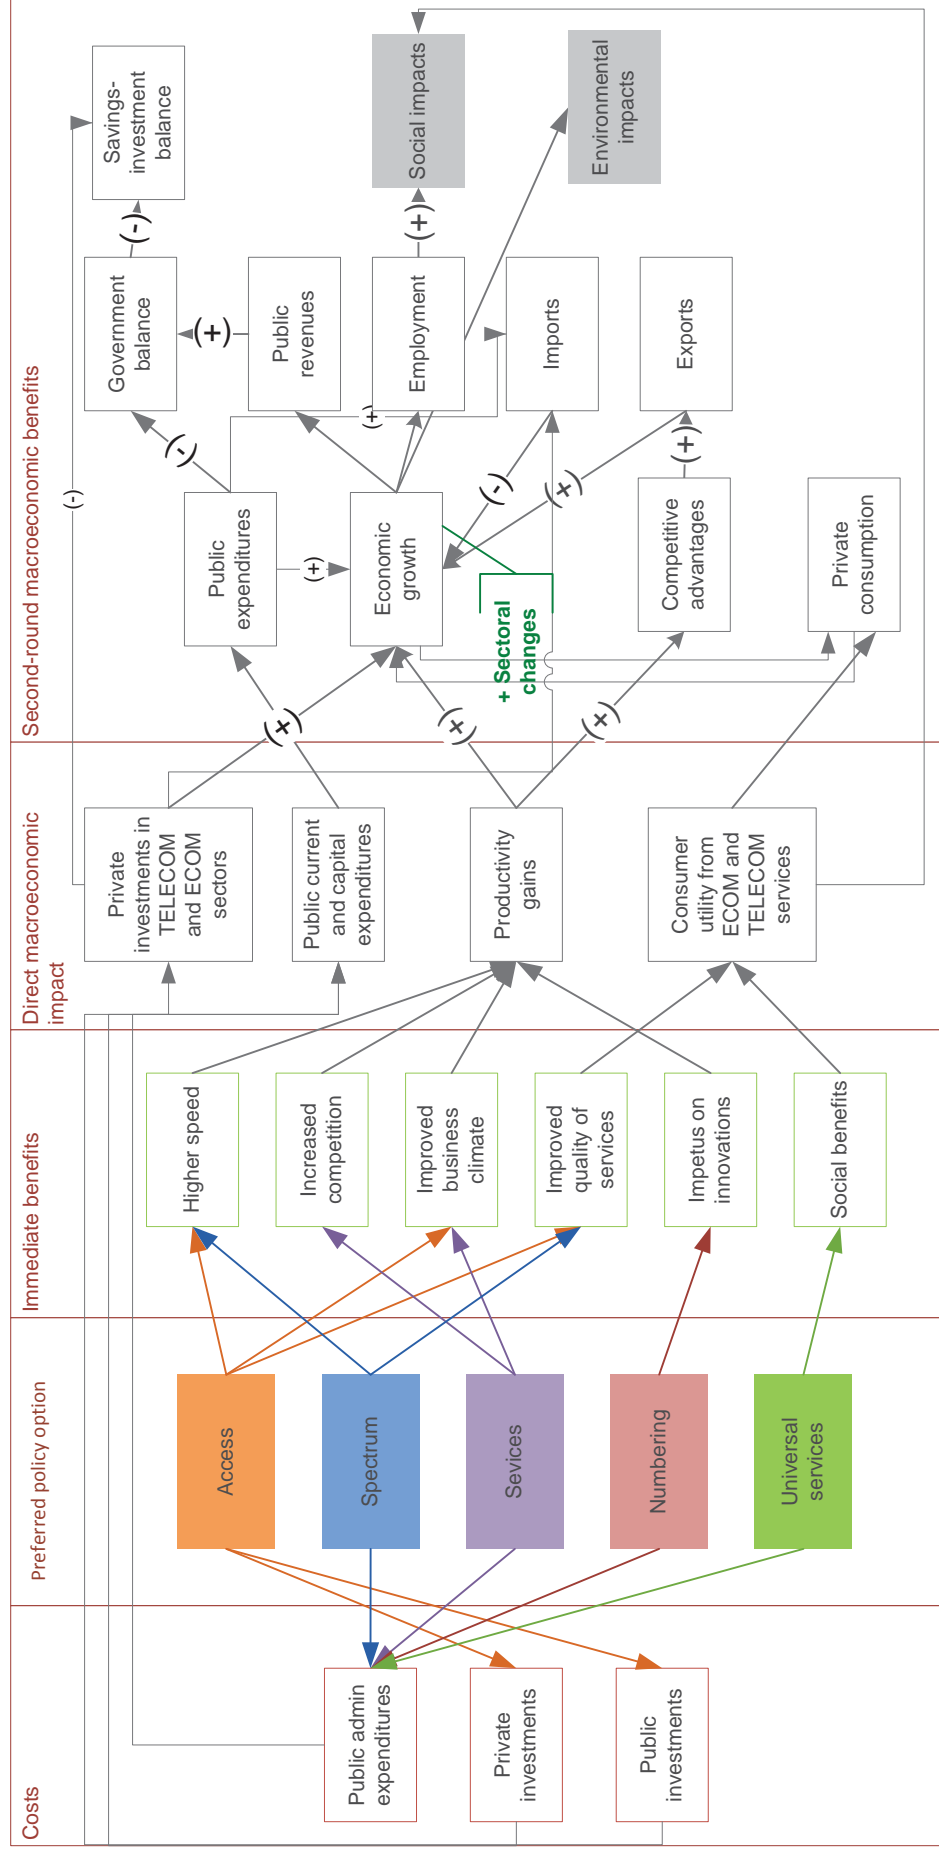 Costs
Public admin
expenditures
Private
investments
Public
investments
Preferred policy option
Access
Spectrum
Sevices
Numbering
Universal
services
Immediate benefits
Higher speed
Increased
competition
Improved
business
climate
Improved
quality of
services
Impetus on
innovations
Social benefits
Direct macroeconomic
impact
Private
investments in
TELECOM
and ECOM
sectors
Public current
and capital
expenditures
Productivity
gains
Consumer
utility from
ECOM and
TELECOM
services
Second-round macroeconomic benefits
(-)
(+)
(+)
(+)
Public
expenditures
(+)
Economic
growth
+ Sectoral
changes
Competitive
advantages
Private
consumption
(-)
(+)
(-)
(+)
(+)
Government
balance
(+)
Public
revenues
Employment
Imports
Exports
(-)
(+)
Savings-
investment
balance
Social impacts
Environmental
impacts